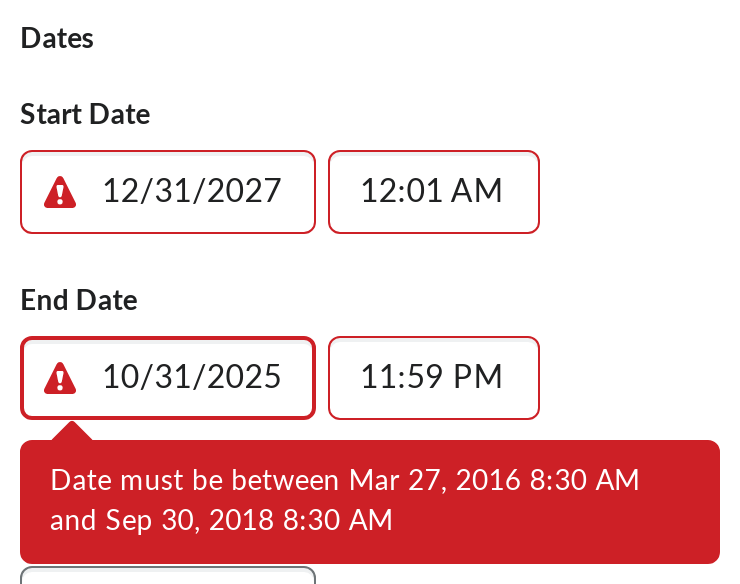 Dates
Start Date
12/31/2027 12:01 AM
End Date
10/31/2025 11:59 PM
Date must be between Mar 27, 2016 8:30 AM
and Sep 30, 2018 8:30 AM